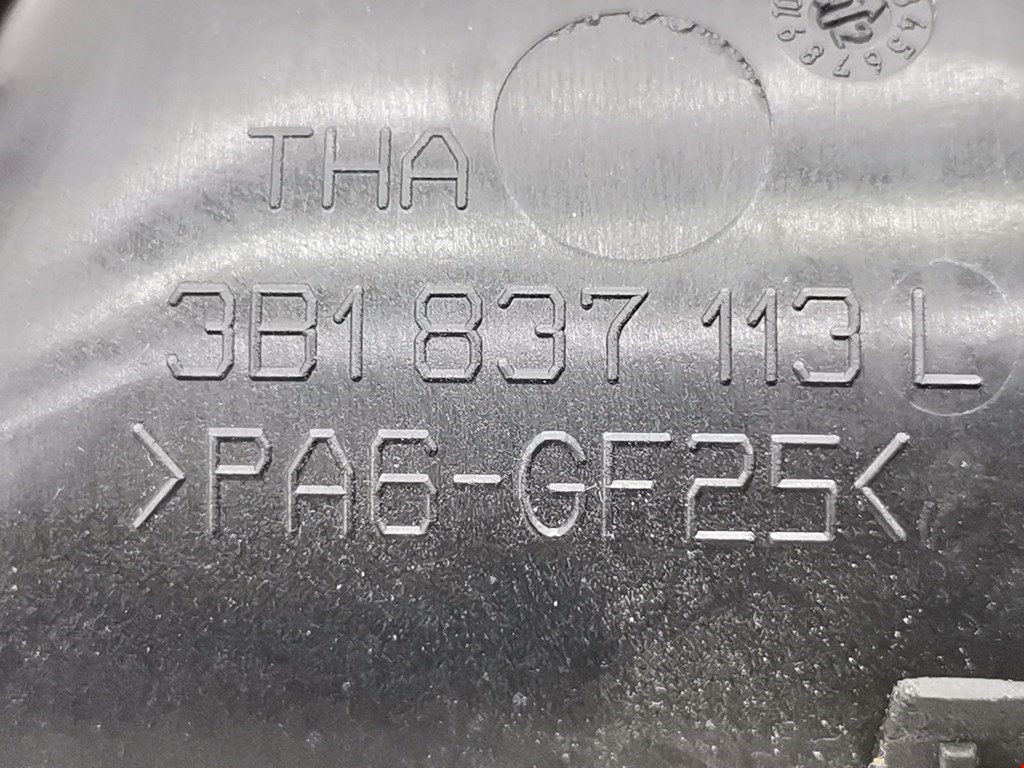 THA
3B1 837 113 L
>PA6-GF25<